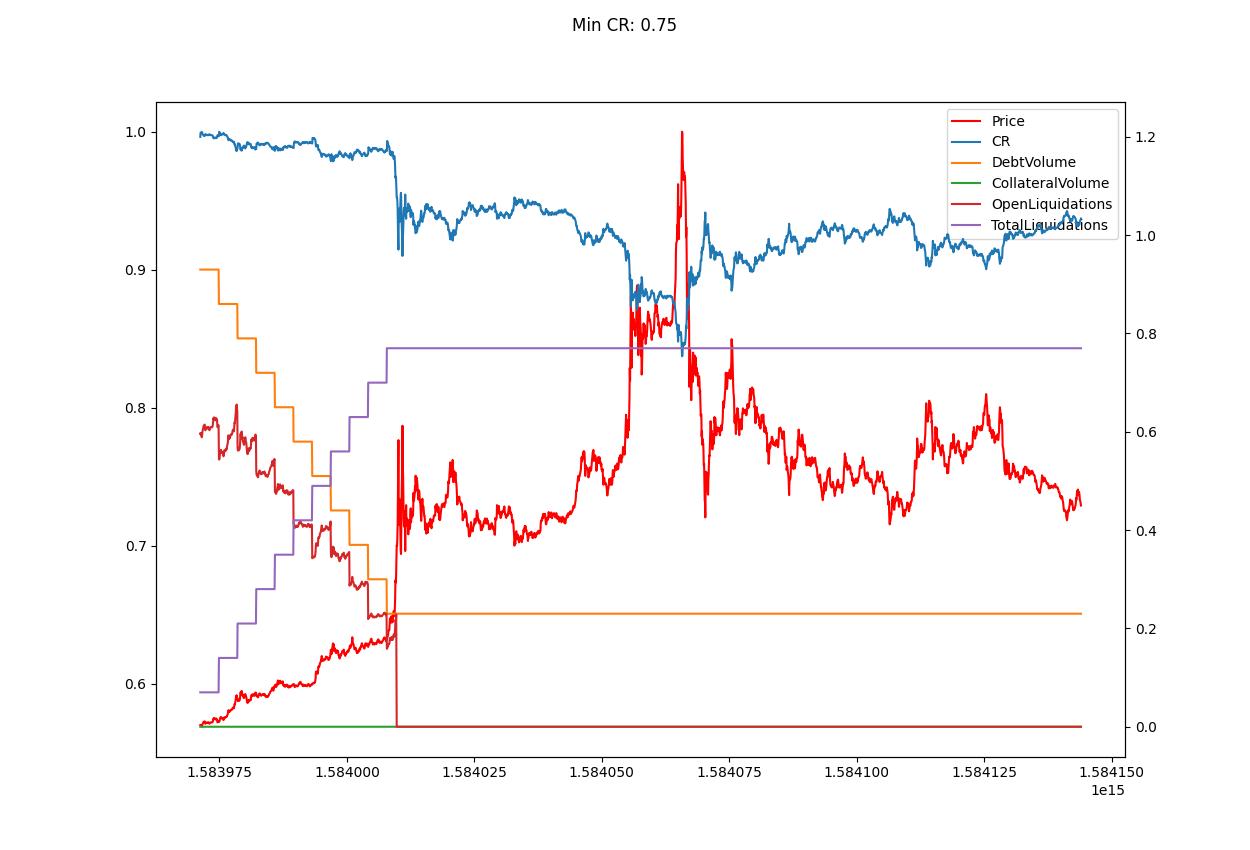 Min CR: 0.75
1.0
0.9
0.8
0.7
0.6
1.2
1.0
0.8
0.6
0.4
0.2
0.0
Price
CR
DebtVolume
CollateralVolume
OpenLiquidations
TotalLiquidations
1.583975 1.584000 1.584025 1.584050 1.584075 1.584100 1.584125 1.584150
1e15